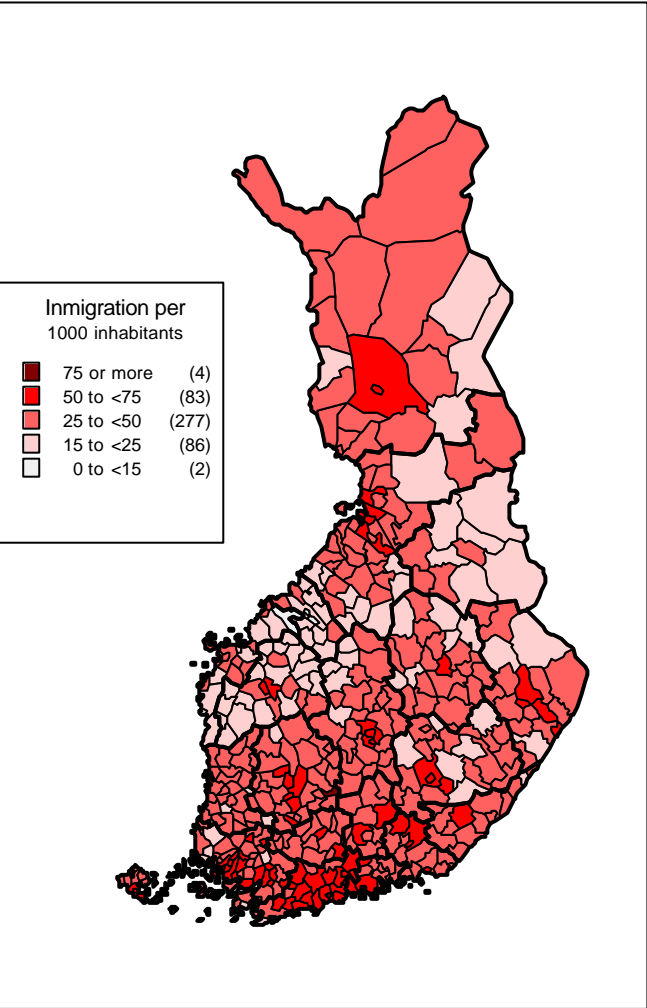 Inmigration per
1000 inhabitants
75 or more (4)
50 to <75 (83)
25 to <50 (277)
15 to <25 (86)
0 to <15 (2)